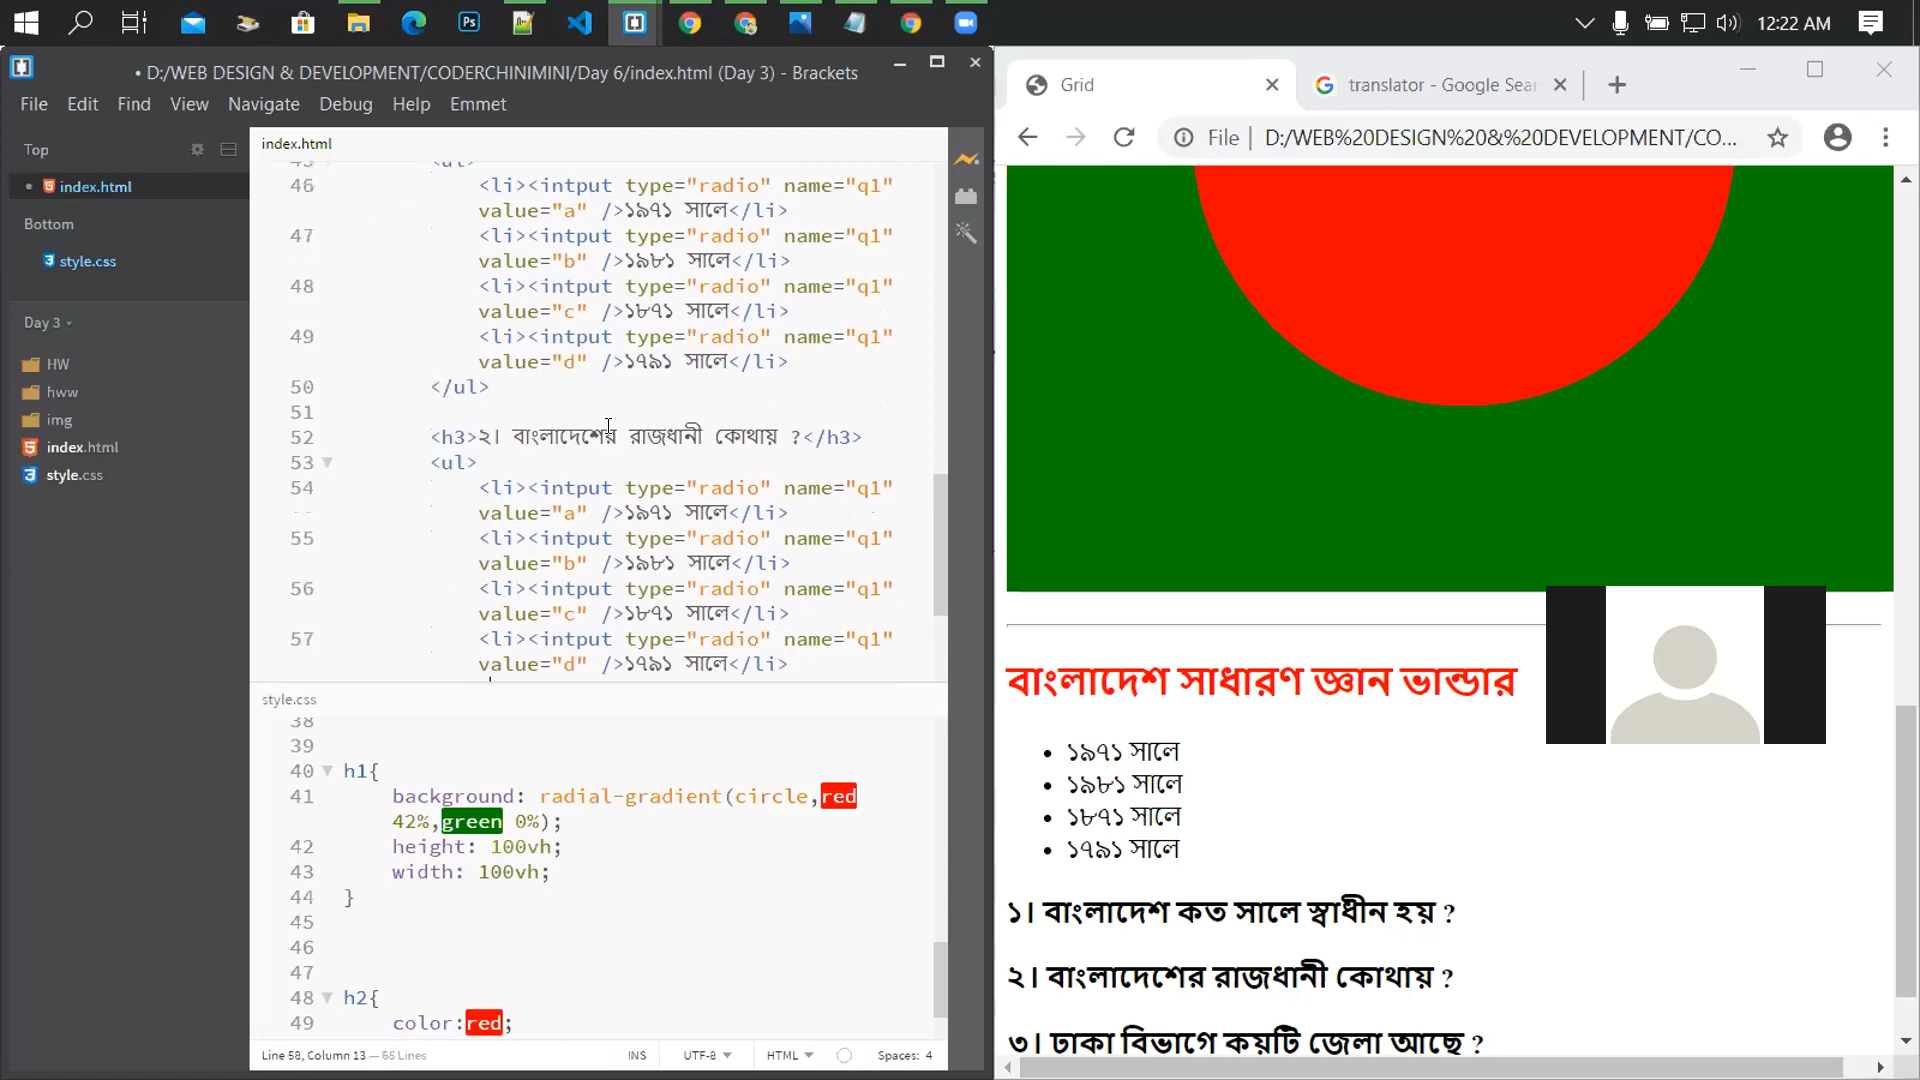 12:22 AM
• D:/WEB DESIGN & DEVELOPMENT/CODERCHINIMINI/Day 6/index.html (Day 3) - Brackets
File Edit Find View Navigate Debug Help Emmet
Top
index.html
Bottom
style.css
Day 3
HW
hww
img
index.html
style.css
index.html
45 <ul>
46 <li><intput type="radio" name="q1"
value="a" />১৯৭১ সালে</li>
47 <li><intput type="radio" name="q1"
value="b" />১৯৮১ সালে</li>
48 <li><intput type="radio" name="q1"
value="c" />১৮৭১ সালে</li>
49 <li><intput type="radio" name="q1"
value="d" />১৭৯১ সালে</li>
50 </ul>
51
52 <h3>২। বাংলাদেশের রাজধানী কোথায় ?</h3>
53 <ul>
54 <li><intput type="radio" name="q1"
value="a" />১৯৭১ সালে</li>
55 <li><intput type="radio" name="q1"
value="b" />১৯৮১ সালে</li>
56 <li><intput type="radio" name="q1"
value="c" />১৮৭১ সালে</li>
57 <li><intput type="radio" name="q1"
value="d" />১৭৯১ সালে</li>
style.css
38
39
40 h1{
41 background: radial-gradient(circle,red
42%,green 0%);
42 height: 100vh;
43 width: 100vh;
44 }
45
46
47
48 h2{
49 color:red;
Line 58, Column 13 — 65 Lines
INS UTF-8 HTML Spaces: 4
Grid
translator - Google Sear
File D:/WEB%20DESIGN%20&%20DEVELOPMENT/CO...
বাংলাদেশ সাধারণ জ্ঞান ভান্ডার
• ১৯৭১ সালে
• ১৯৮১ সালে
• ১৮৭১ সালে
• ১৭৯১ সালে
১। বাংলাদেশ কত সালে স্বাধীন হয় ?
২। বাংলাদেশের রাজধানী কোথায় ?
৩। ঢাকা বিভাগে কয়টি জেলা আছে ?
Ps